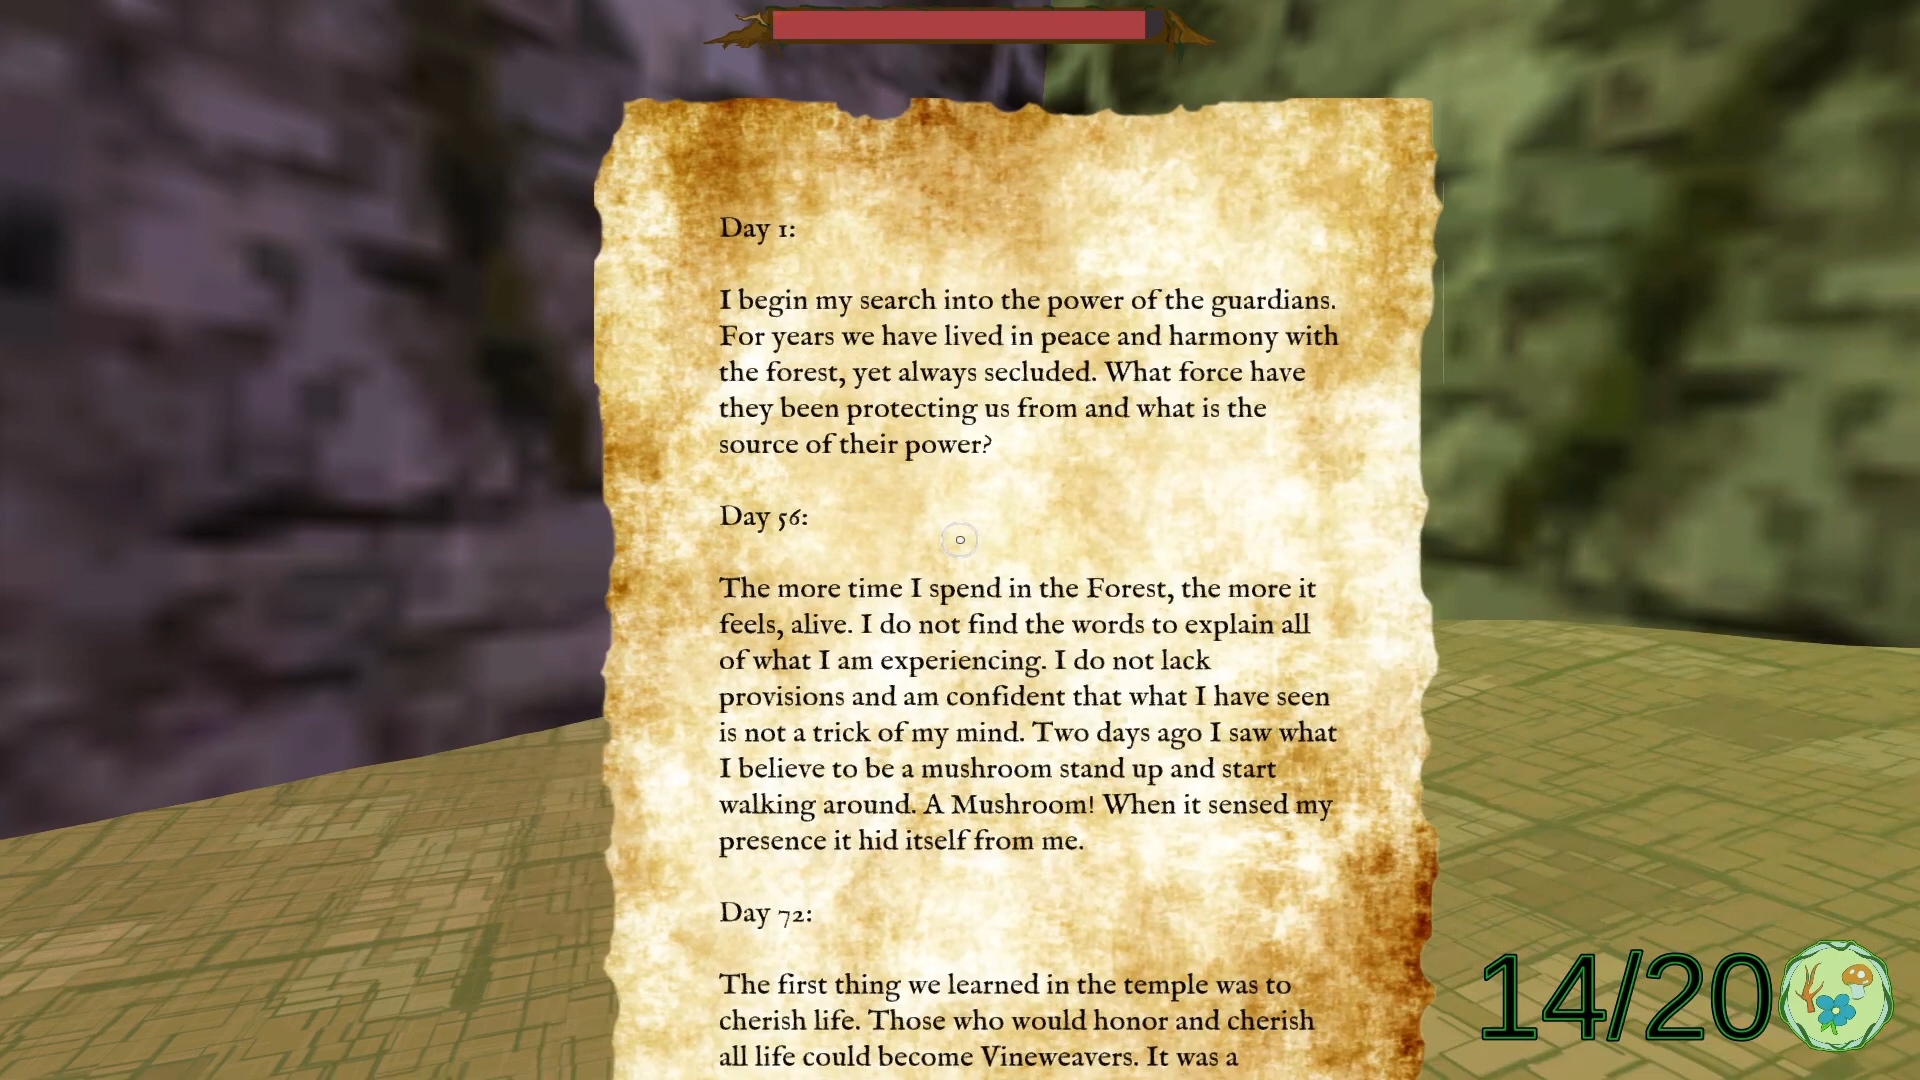 Day 1:
I begin my search into the power of the guardians.
For years we have lived in peace and harmony with
the forest, yet always secluded. What force have
they been protecting us from and what is the
source of their power?
Day 56:
The more time I spend in the Forest, the more it
feels, alive. I do not find the words to explain all
of what I am experiencing. I do not lack
provisions and am confident that what I have seen
is not a trick of my mind. Two days ago I saw what
I believe to be a mushroom stand up and start
walking around. A Mushroom! When it sensed my
presence it hid itself from me.
Day 72:
The first thing we learned in the temple was to
cherish life. Those who would honor and cherish
all life could become Vineweavers. It was a
14/20